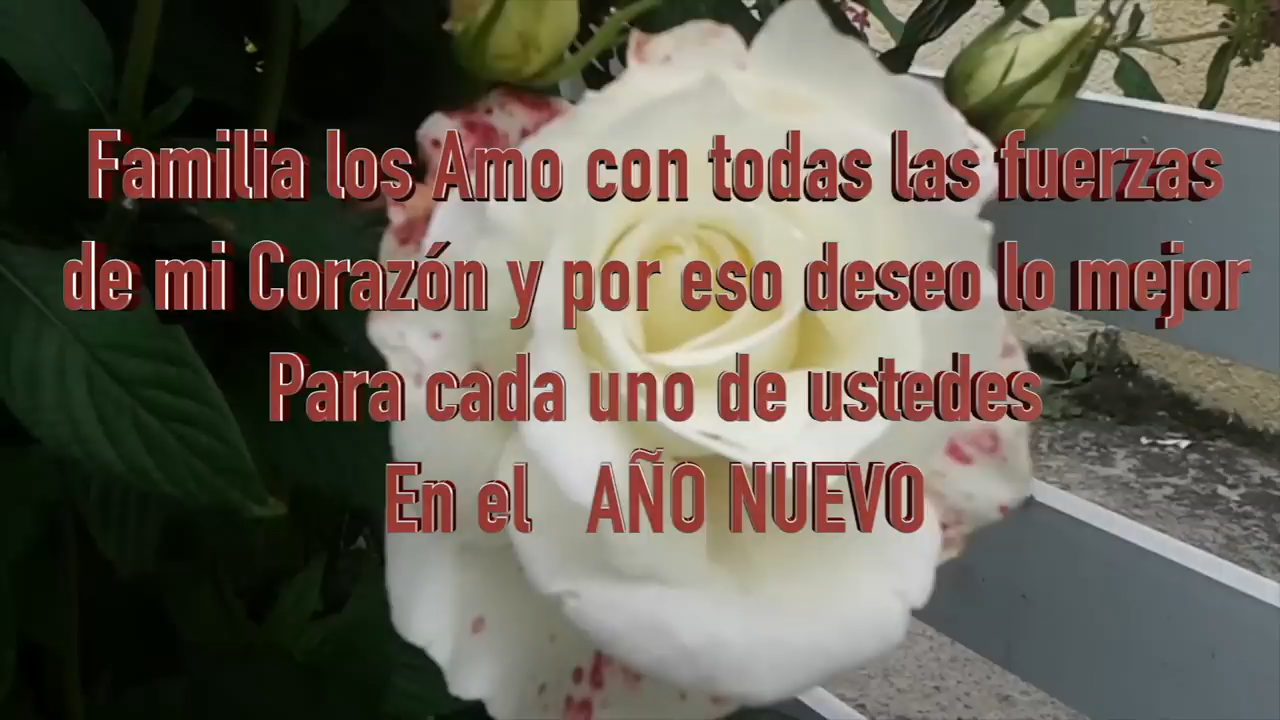 Familia los Amo con todas las fuerzas
de mi Corazón y por eso deseo lo mejor
Para cada uno de ustedes
En el AÑO NUEVO